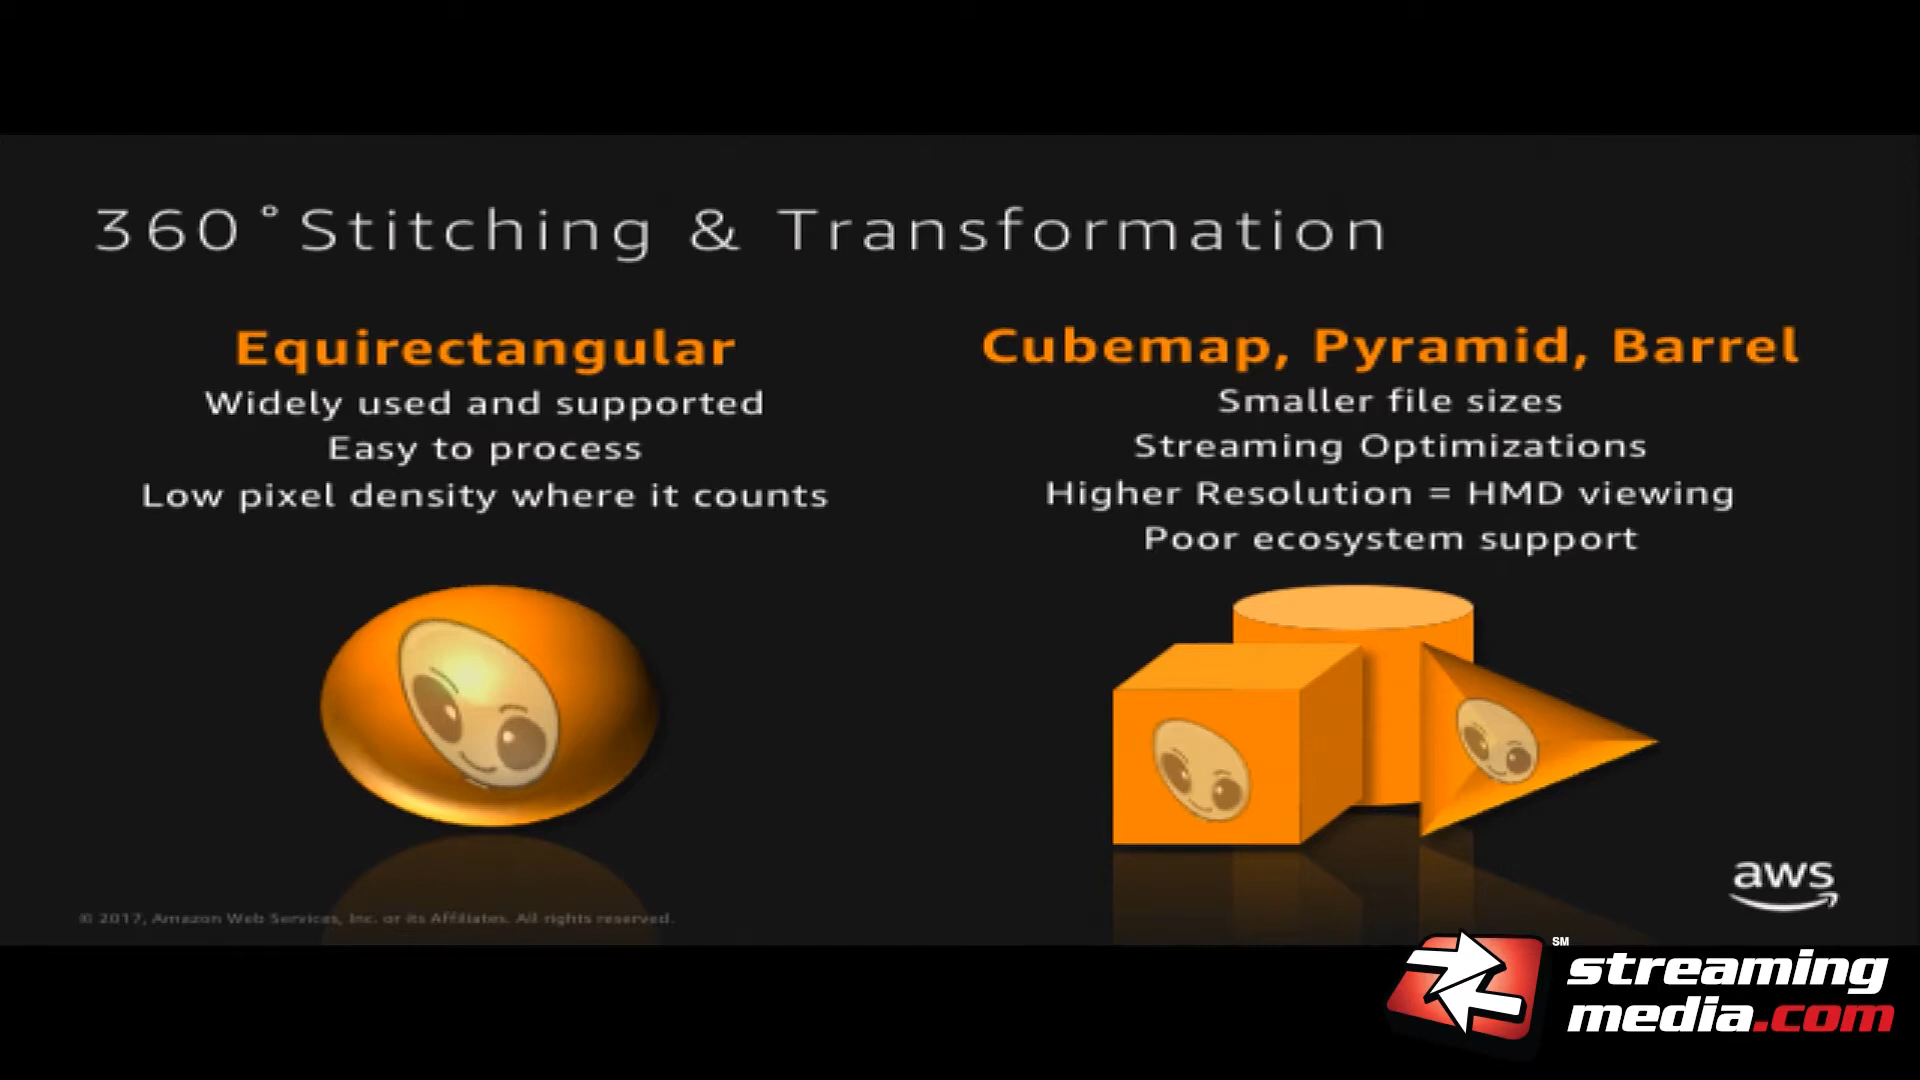 360°Stitching & Transformation
Equirectangular
Widely used and supported
Easy to process
Low pixel density where it counts
Cubemap, Pyramid, Barrel
Smaller file sizes
Streaming Optimizations
Higher Resolution = HMD viewing
Poor ecosystem support
© 2017, Amazon Web Services, Inc. or its Affiliates. All rights reserved.
aws
SM
streaming
media.com